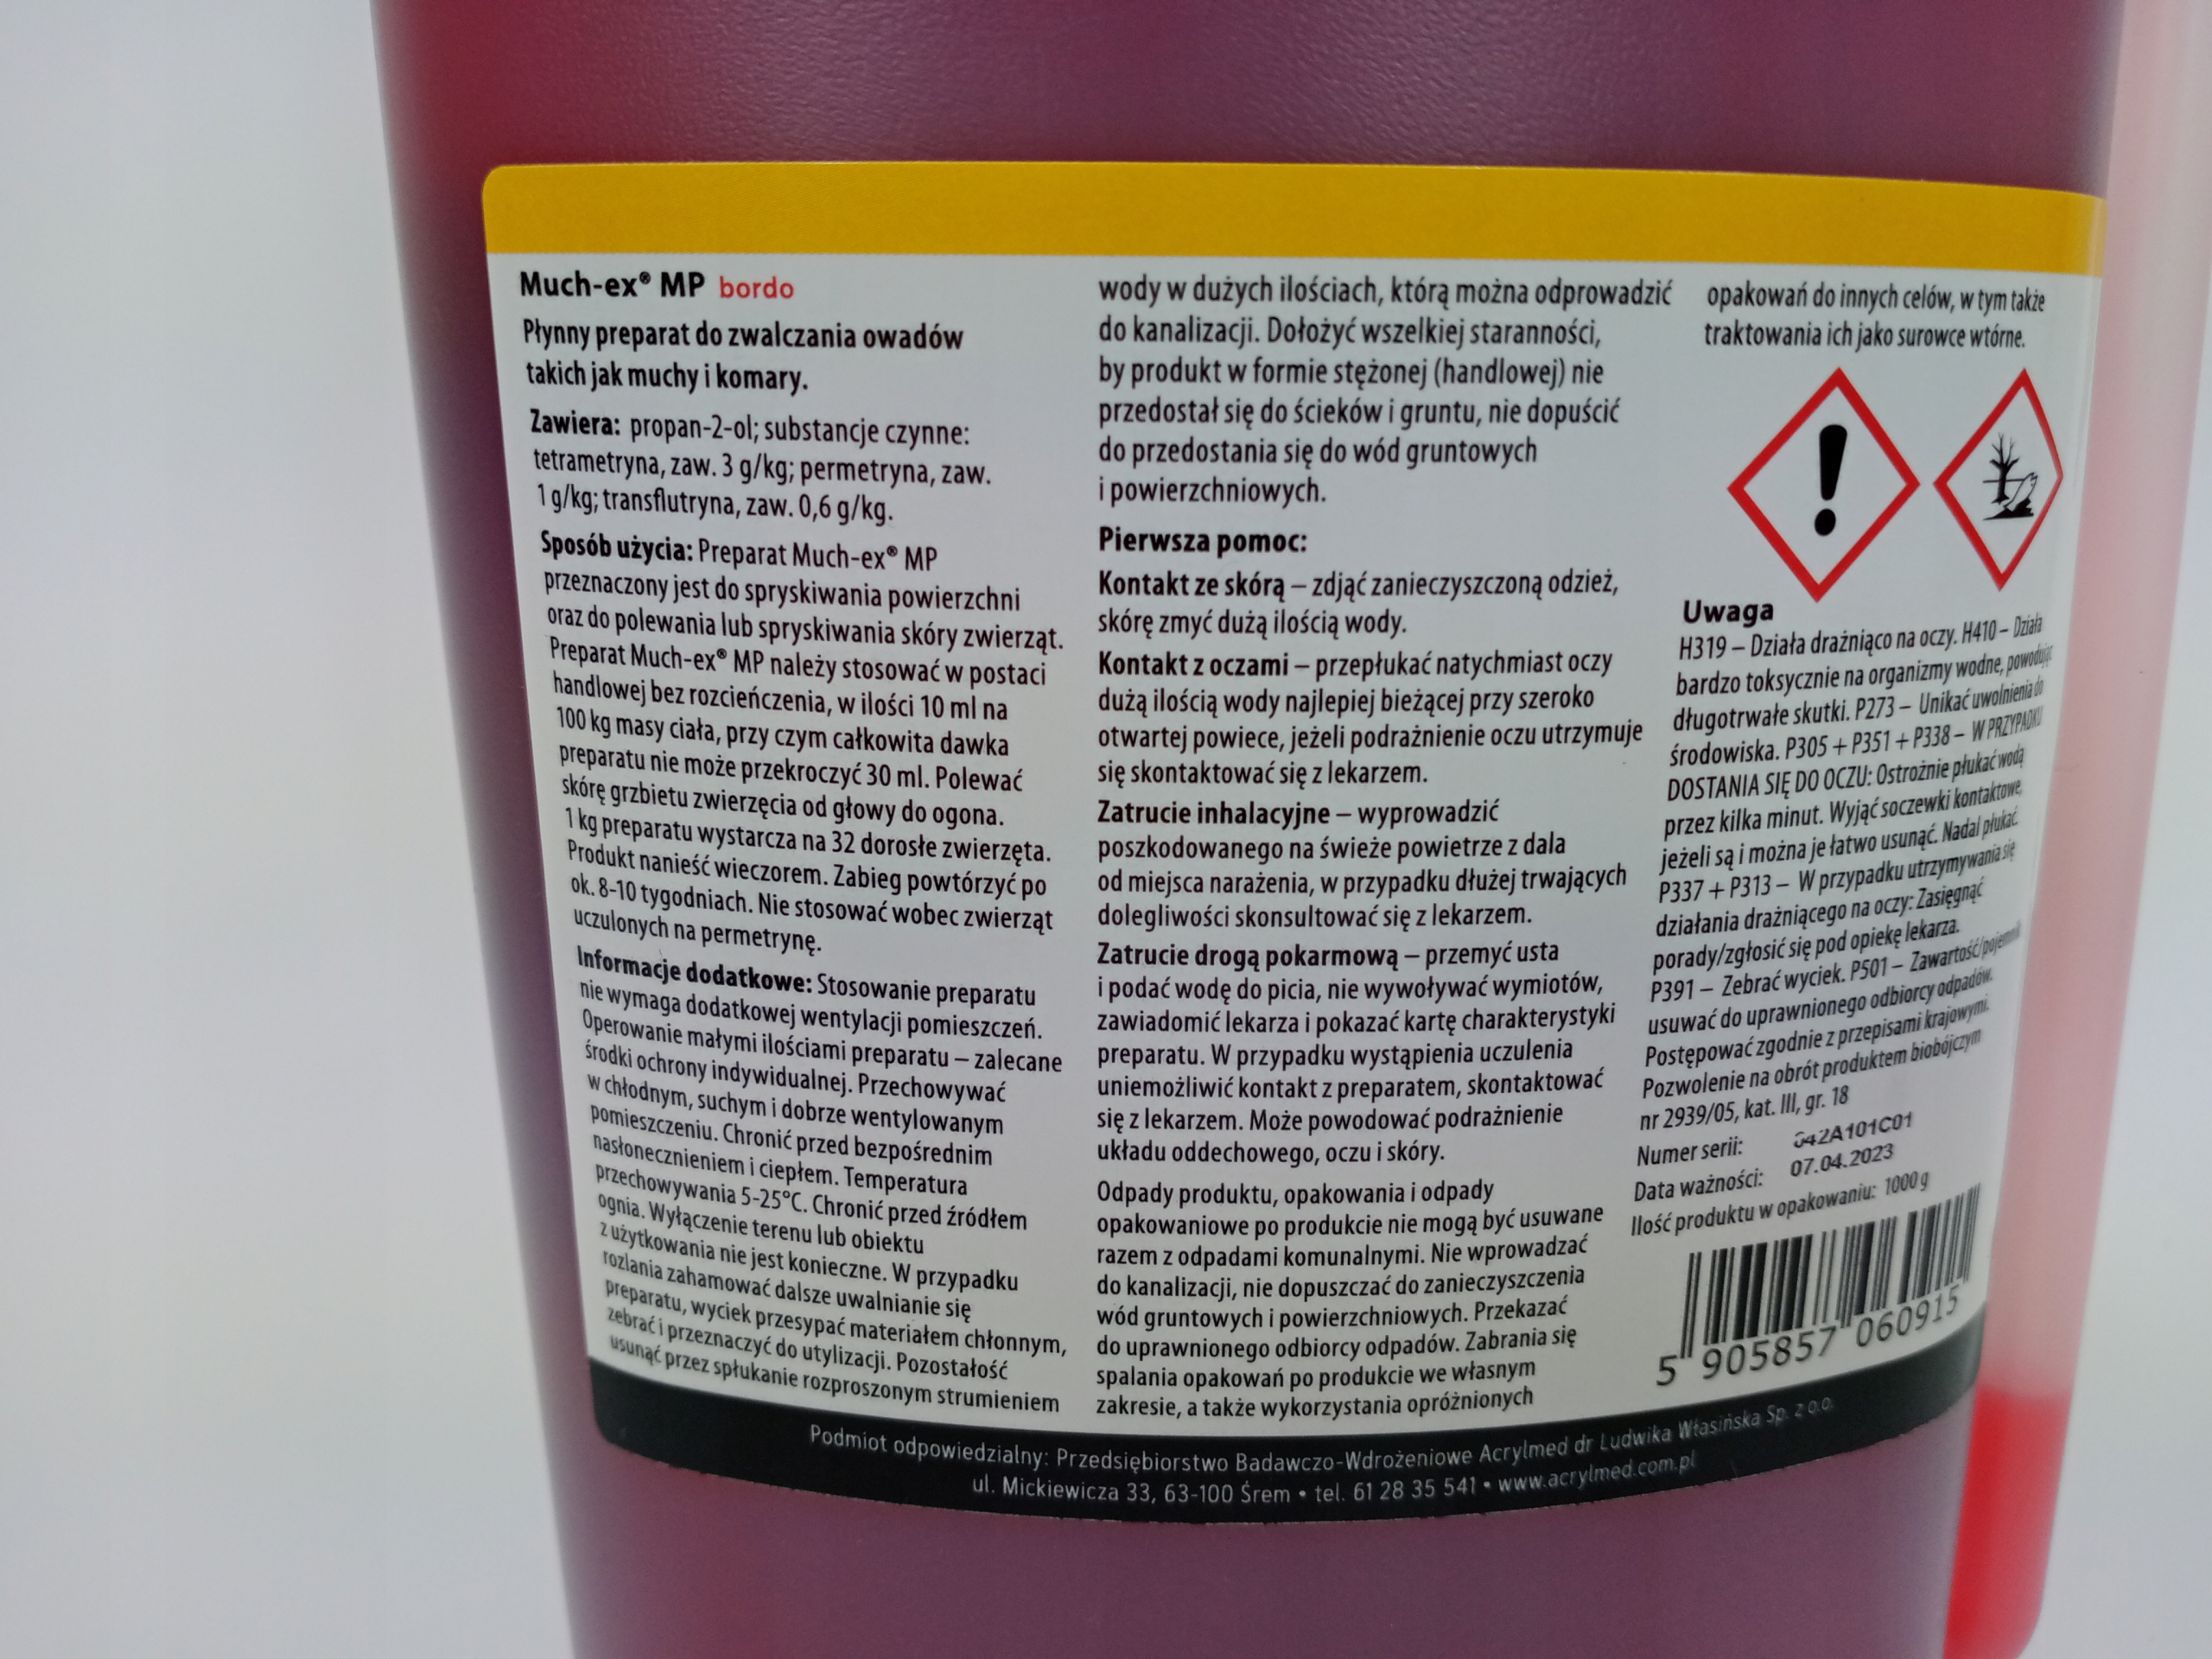 Much-ex® MP bordo
Płynny preparat do zwalczania owadów
takich jak muchy i komary.
Zawiera: propan-2-ol; substancje czynne:
tetrametryna, zaw. 3 g/kg; permetryna, zaw.
1 g/kg; transflutryna, zaw. 0,6 g/kg.
Sposób użycia: Preparat Much-ex® MP
przeznaczony jest do spryskiwania powierzchni
oraz do polewania lub spryskiwania skóry zwierząt.
Preparat Much-ex® MP należy stosować w postaci
handlowej bez rozcieńczenia, w ilości 10 ml na
100 kg masy ciała, przy czym całkowita dawka
preparatu nie może przekroczyć 30 ml. Polewać
skórę grzbietu zwierzęcia od głowy do ogona.
1 kg preparatu wystarcza na 32 dorosłe zwierzęta.
Produkt nanieść wieczorem. Zabieg powtórzyć po
ok. 8-10 tygodniach. Nie stosować wobec zwierząt
uczulonych na permetrynę.
Informacje dodatkowe: Stosowanie preparatu
nie wymaga dodatkowej wentylacji pomieszczeń.
Operowanie małymi ilościami preparatu – zalecane
środki ochrony indywidualnej. Przechowywać
w chłodnym, suchym i dobrze wentylowanym
pomieszczeniu. Chronić przed bezpośrednim
nasłonecznieniem i ciepłem. Temperatura
przechowywania 5-25°C. Chronić przed źródłem
ognia. Wyłączenie terenu lub obiektu
z użytkowania nie jest konieczne. W przypadku
rozlania zahamować dalsze uwalnianie się
preparatu, wyciek przesypać materiałem chłonnym,
zebrać i przeznaczyć do utylizacji. Pozostałość
usunąć przez spłukanie rozproszonym strumieniem
wody w dużych ilościach, którą można odprowadzić
do kanalizacji. Dołożyć wszelkiej staranności,
by produkt w formie stężonej (handlowej) nie
przedostał się do ścieków i gruntu, nie dopuścić
do przedostania się do wód gruntowych
i powierzchniowych.
Pierwsza pomoc:
Kontakt ze skórą – zdjąć zanieczyszczoną odzież,
skórę zmyć dużą ilością wody.
Kontakt z oczami – przepłukać natychmiast oczy
dużą ilością wody najlepiej bieżącej przy szeroko
otwartej powiece, jeżeli podrażnienie oczu utrzymuje
się skontaktować się z lekarzem.
Zatrucie inhalacyjne – wyprowadzić
poszkodowanego na świeże powietrze z dala
od miejsca narażenia, w przypadku dłużej trwających
dolegliwości skonsultować się z lekarzem.
Zatrucie drogą pokarmową – przemyć usta
i podać wodę do picia, nie wywoływać wymiotów,
zawiadomić lekarza i pokazać kartę charakterystyki
preparatu. W przypadku wystąpienia uczulenia
uniemożliwić kontakt z preparatem, skontaktować
się z lekarzem. Może powodować podrażnienie
układu oddechowego, oczu i skóry.
Odpady produktu, opakowania i odpady
opakowaniowe po produkcie nie mogą być usuwane
razem z odpadami komunalnymi. Nie wprowadzać
do kanalizacji, nie dopuszczać do zanieczyszczenia
wód gruntowych i powierzchniowych. Przekazać
do uprawnionego odbiorcy odpadów. Zabrania się
spalania opakowań po produkcie we własnym
zakresie, a także wykorzystania opróżnionych
opakowań do innych celów, w tym także
traktowania ich jako surowce wtórne.
Uwaga
H319 – Działa drażniąco na oczy. H410 – Działa
bardzo toksycznie na organizmy wodne, powodując
długotrwałe skutki. P273 – Unikać uwolnienia do
środowiska. P305 + P351 + P338 – W PRZYPADKU
DOSTANIA SIĘ DO OCZU: Ostrożnie płukać wodą
przez kilka minut. Wyjąć soczewki kontaktowe,
jeżeli są i można je łatwo usunąć. Nadal płukać.
P337 + P313 – W przypadku utrzymywania się
działania drażniącego na oczy: Zasięgnąć
porady/zgłosić się pod opiekę lekarza.
P391 – Zebrać wyciek. P501 – Zawartość/pojemnik
usuwać do uprawnionego odbiorcy odpadów.
Postępować zgodnie z przepisami krajowymi.
Pozwolenie na obrót produktem biobójczym
nr 2939/05, kat. III, gr. 18
Numer serii: 042A101C01
Data ważności: 07.04.2023
Ilość produktu w opakowaniu: 1000 g
5 905857 060915
Podmiot odpowiedzialny: Przedsiębiorstwo Badawczo-Wdrożeniowe Acrylmed dr Ludwika Własińska Sp. z o.o.
ul. Mickiewicza 33, 63-100 Śrem • tel. 61 28 35 541 • www.acrylmed.com.pl